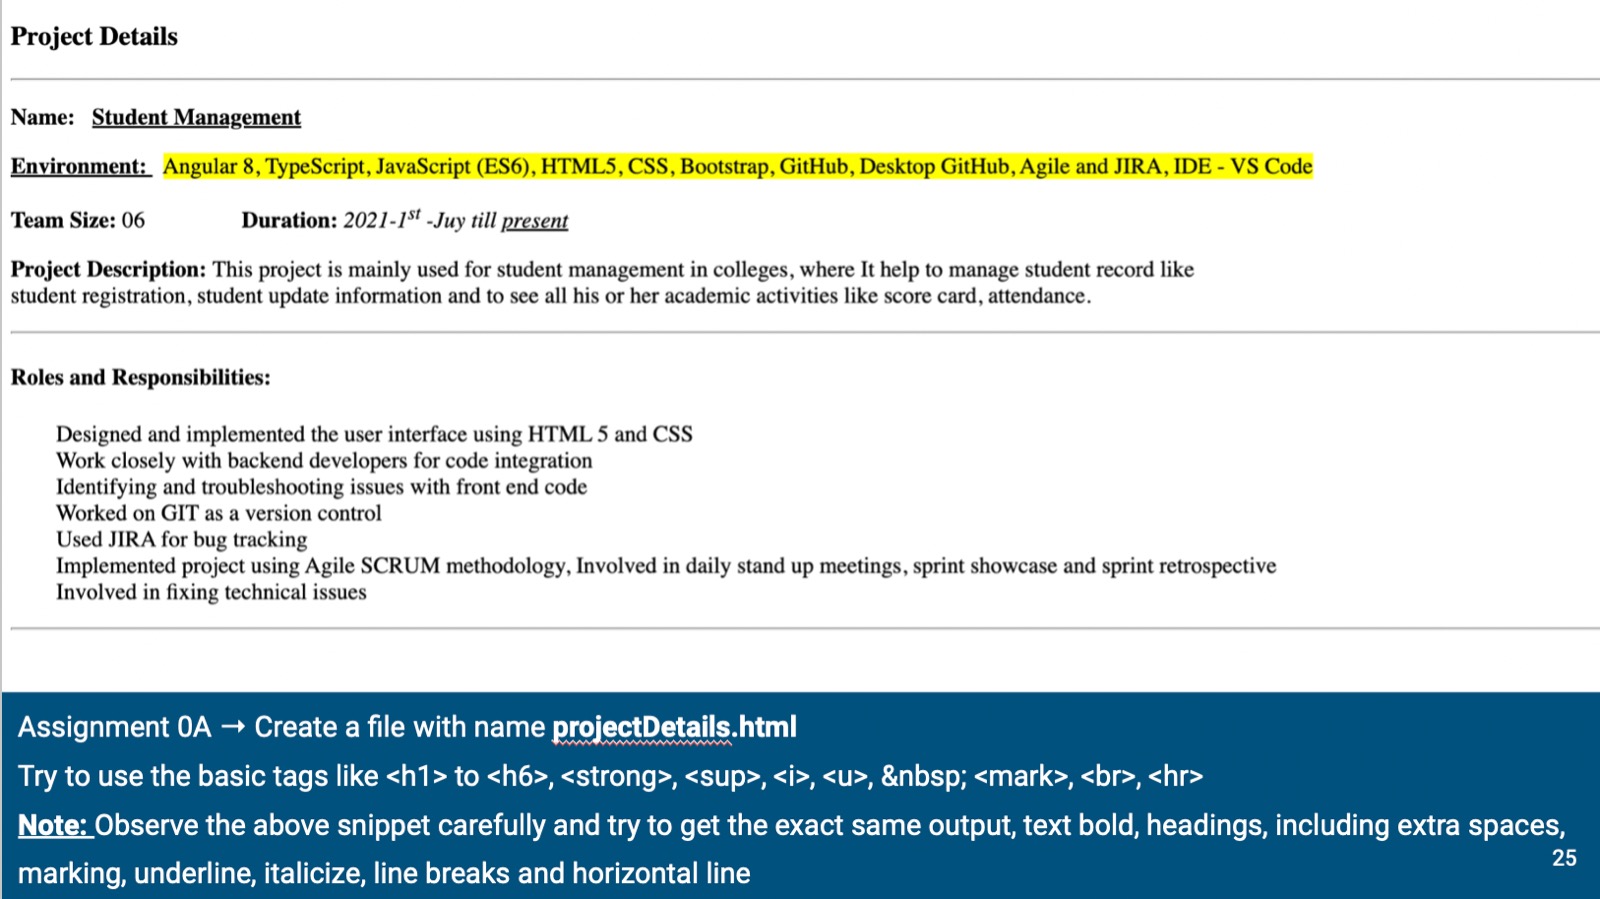 Project Details
Name: Student Management
Environment: Angular 8, TypeScript, JavaScript (ES6), HTML5, CSS, Bootstrap, GitHub, Desktop GitHub, Agile and JIRA, IDE - VS Code
Team Size: 06 Duration: 2021-1st -Juy till present
Project Description: This project is mainly used for student management in colleges, where It help to manage student record like
student registration, student update information and to see all his or her academic activities like score card, attendance.
Roles and Responsibilities:
Designed and implemented the user interface using HTML 5 and CSS
Work closely with backend developers for code integration
Identifying and troubleshooting issues with front end code
Worked on GIT as a version control
Used JIRA for bug tracking
Implemented project using Agile SCRUM methodology, Involved in daily stand up meetings, sprint showcase and sprint retrospective
Involved in fixing technical issues
Assignment 0A → Create a file with name projectDetails.html
Try to use the basic tags like <h1> to <h6>, <strong>, <sup>, <i>, <u>, &nbsp; <mark>, <br>, <hr>
Note: Observe the above snippet carefully and try to get the exact same output, text bold, headings, including extra spaces,
marking, underline, italicize, line breaks and horizontal line
25